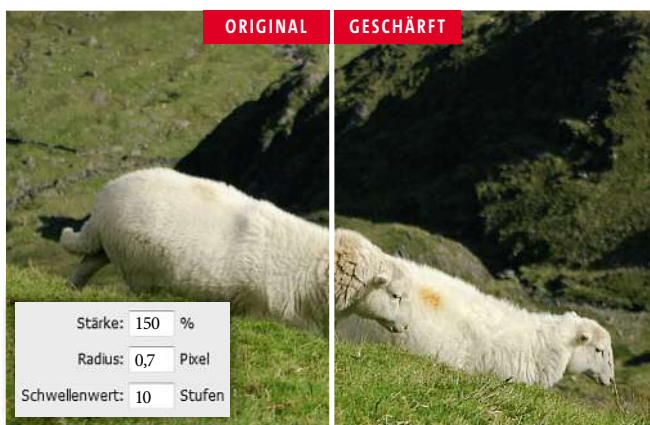 ORIGINAL
GESCHÄRFT
Stärke: 150 %
Radius: 0,7 Pixel
Schwellenwert: 10 Stufen